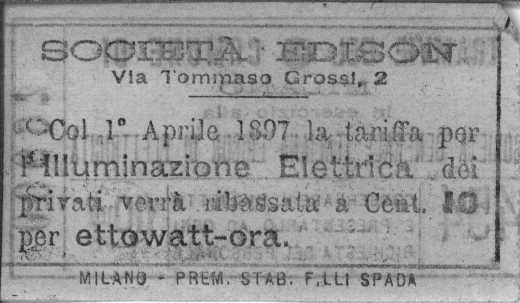 SOCIETÀ EDISON
Via Tommaso Grossi, 2
Col 1° Aprile 1897 la tariffa per
l'Illuminazione Elettrica dei
privati verrà ribassata a Cent. 10
per ettowatt-ora.
MILANO - PREM. STAB. F.LLI SPADA